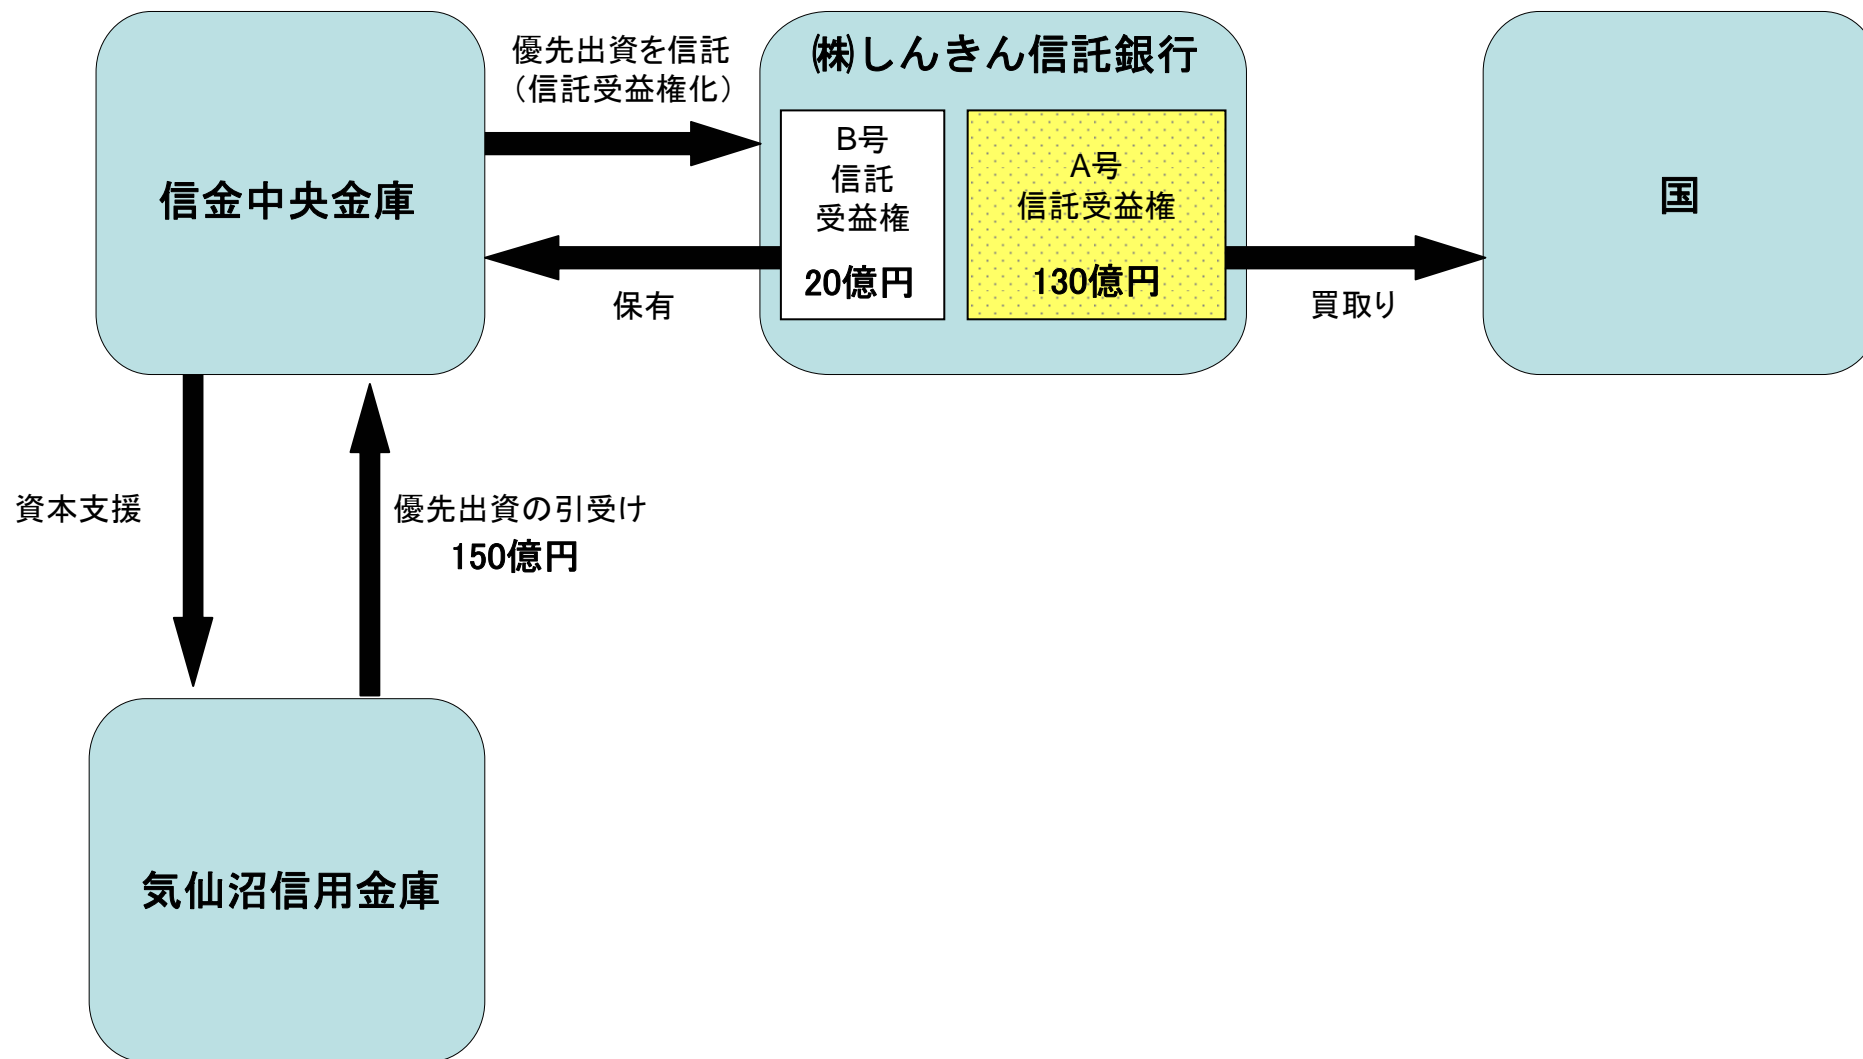 優先出資を信託
（信託受益権化）
㈱しんきん信託銀行
信金中央金庫
B号
信託
受益権
20億円
A号
信託受益権
130億円
国
保有
買取り
資本支援
優先出資の引受け
150億円
気仙沼信用金庫